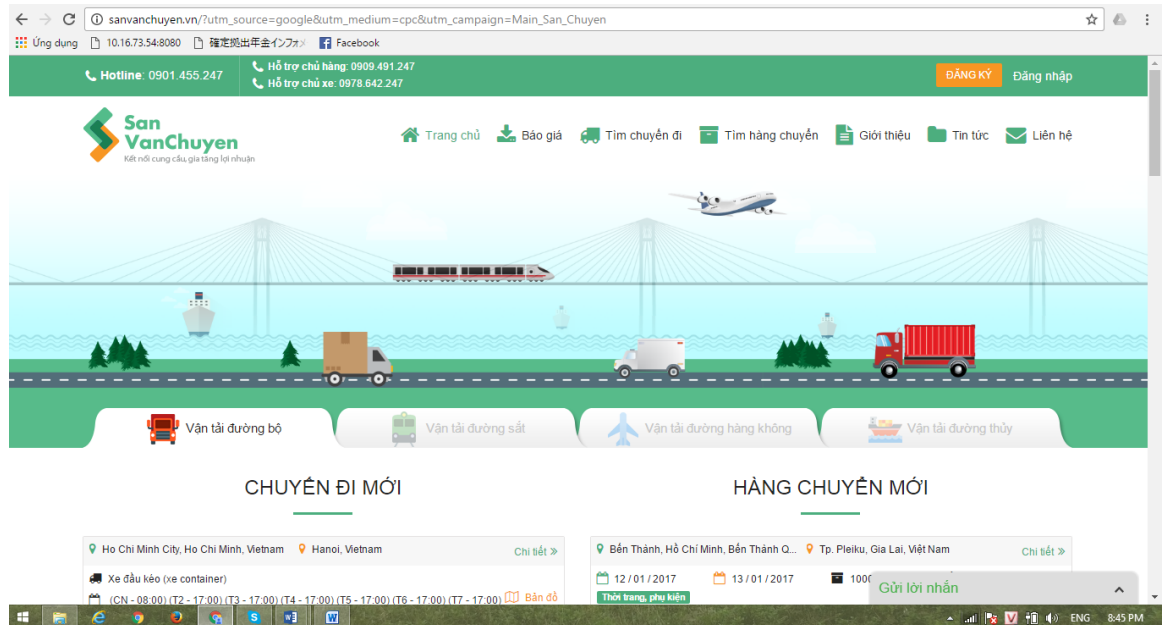 sanvanchuyen.vn/?utm_source=google&utm_medium=cpc&utm_campaign=Main_San_Chuyen
Ứng dụng 10.16.73.54:8080 確定拠出年金インフォメ Facebook
Hotline: 0901.455.247
Hỗ trợ chủ hàng: 0909.491.247
Hỗ trợ chủ xe: 0978.642.247
ĐĂNG KÝ Đăng nhập
San
VanChuyen
Kết nối cung cầu, gia tăng lợi nhuận
Trang chủ Báo giá Tìm chuyến đi Tìm hàng chuyển Giới thiệu Tin tức Liên hệ
Vận tải đường bộ Vận tải đường sắt Vận tải đường hàng không Vận tải đường thủy
CHUYẾN ĐI MỚI
Ho Chi Minh City, Ho Chi Minh, Vietnam Hanoi, Vietnam Chi tiết »
Xe đầu kéo (xe container)
(CN - 08:00) (T2 - 17:00) (T3 - 17:00) (T4 - 17:00) (T5 - 17:00) (T6 - 17:00) (T7 - 17:00) Bản đồ
HÀNG CHUYỂN MỚI
Bến Thành, Hồ Chí Minh, Bến Thành Q... Tp. Pleiku, Gia Lai, Việt Nam Chi tiết »
12 / 01 / 2017 13 / 01 / 2017
Thời trang, phụ kiện
Gửi lời nhắn
ENG 8:45 PM